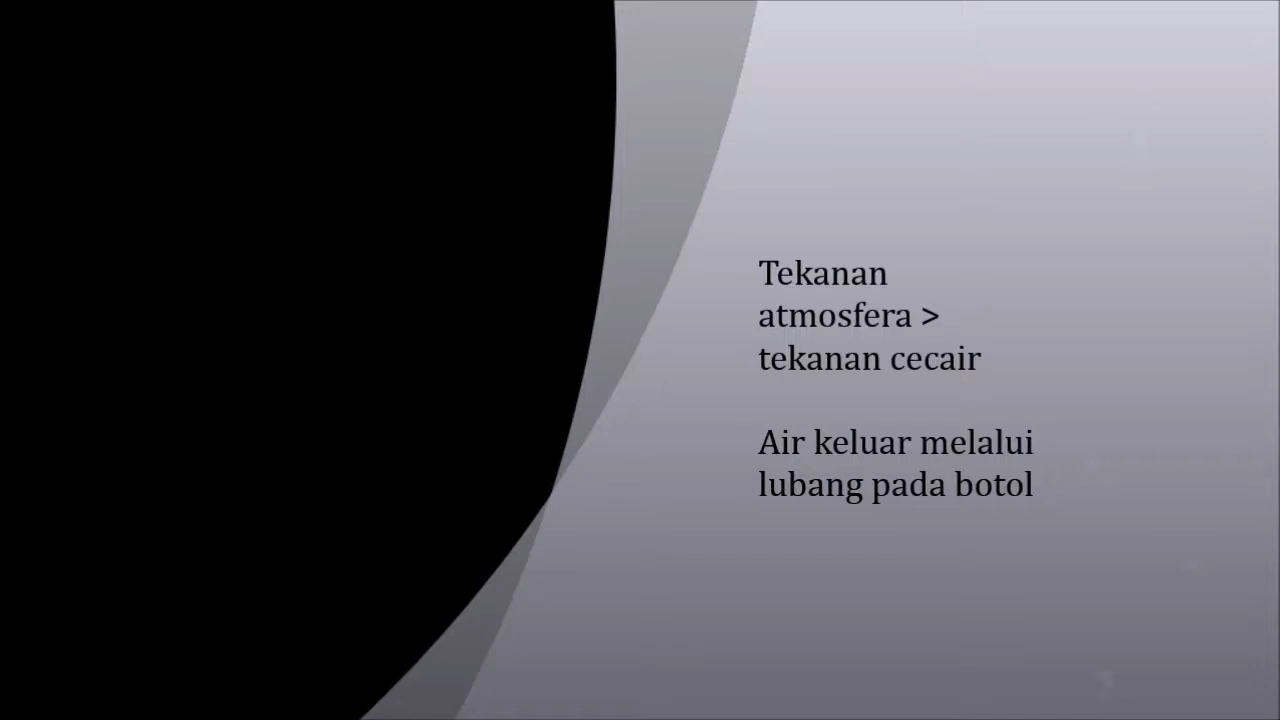 Tekanan
atmosfera >
tekanan cecair
Air keluar melalui
lubang pada botol